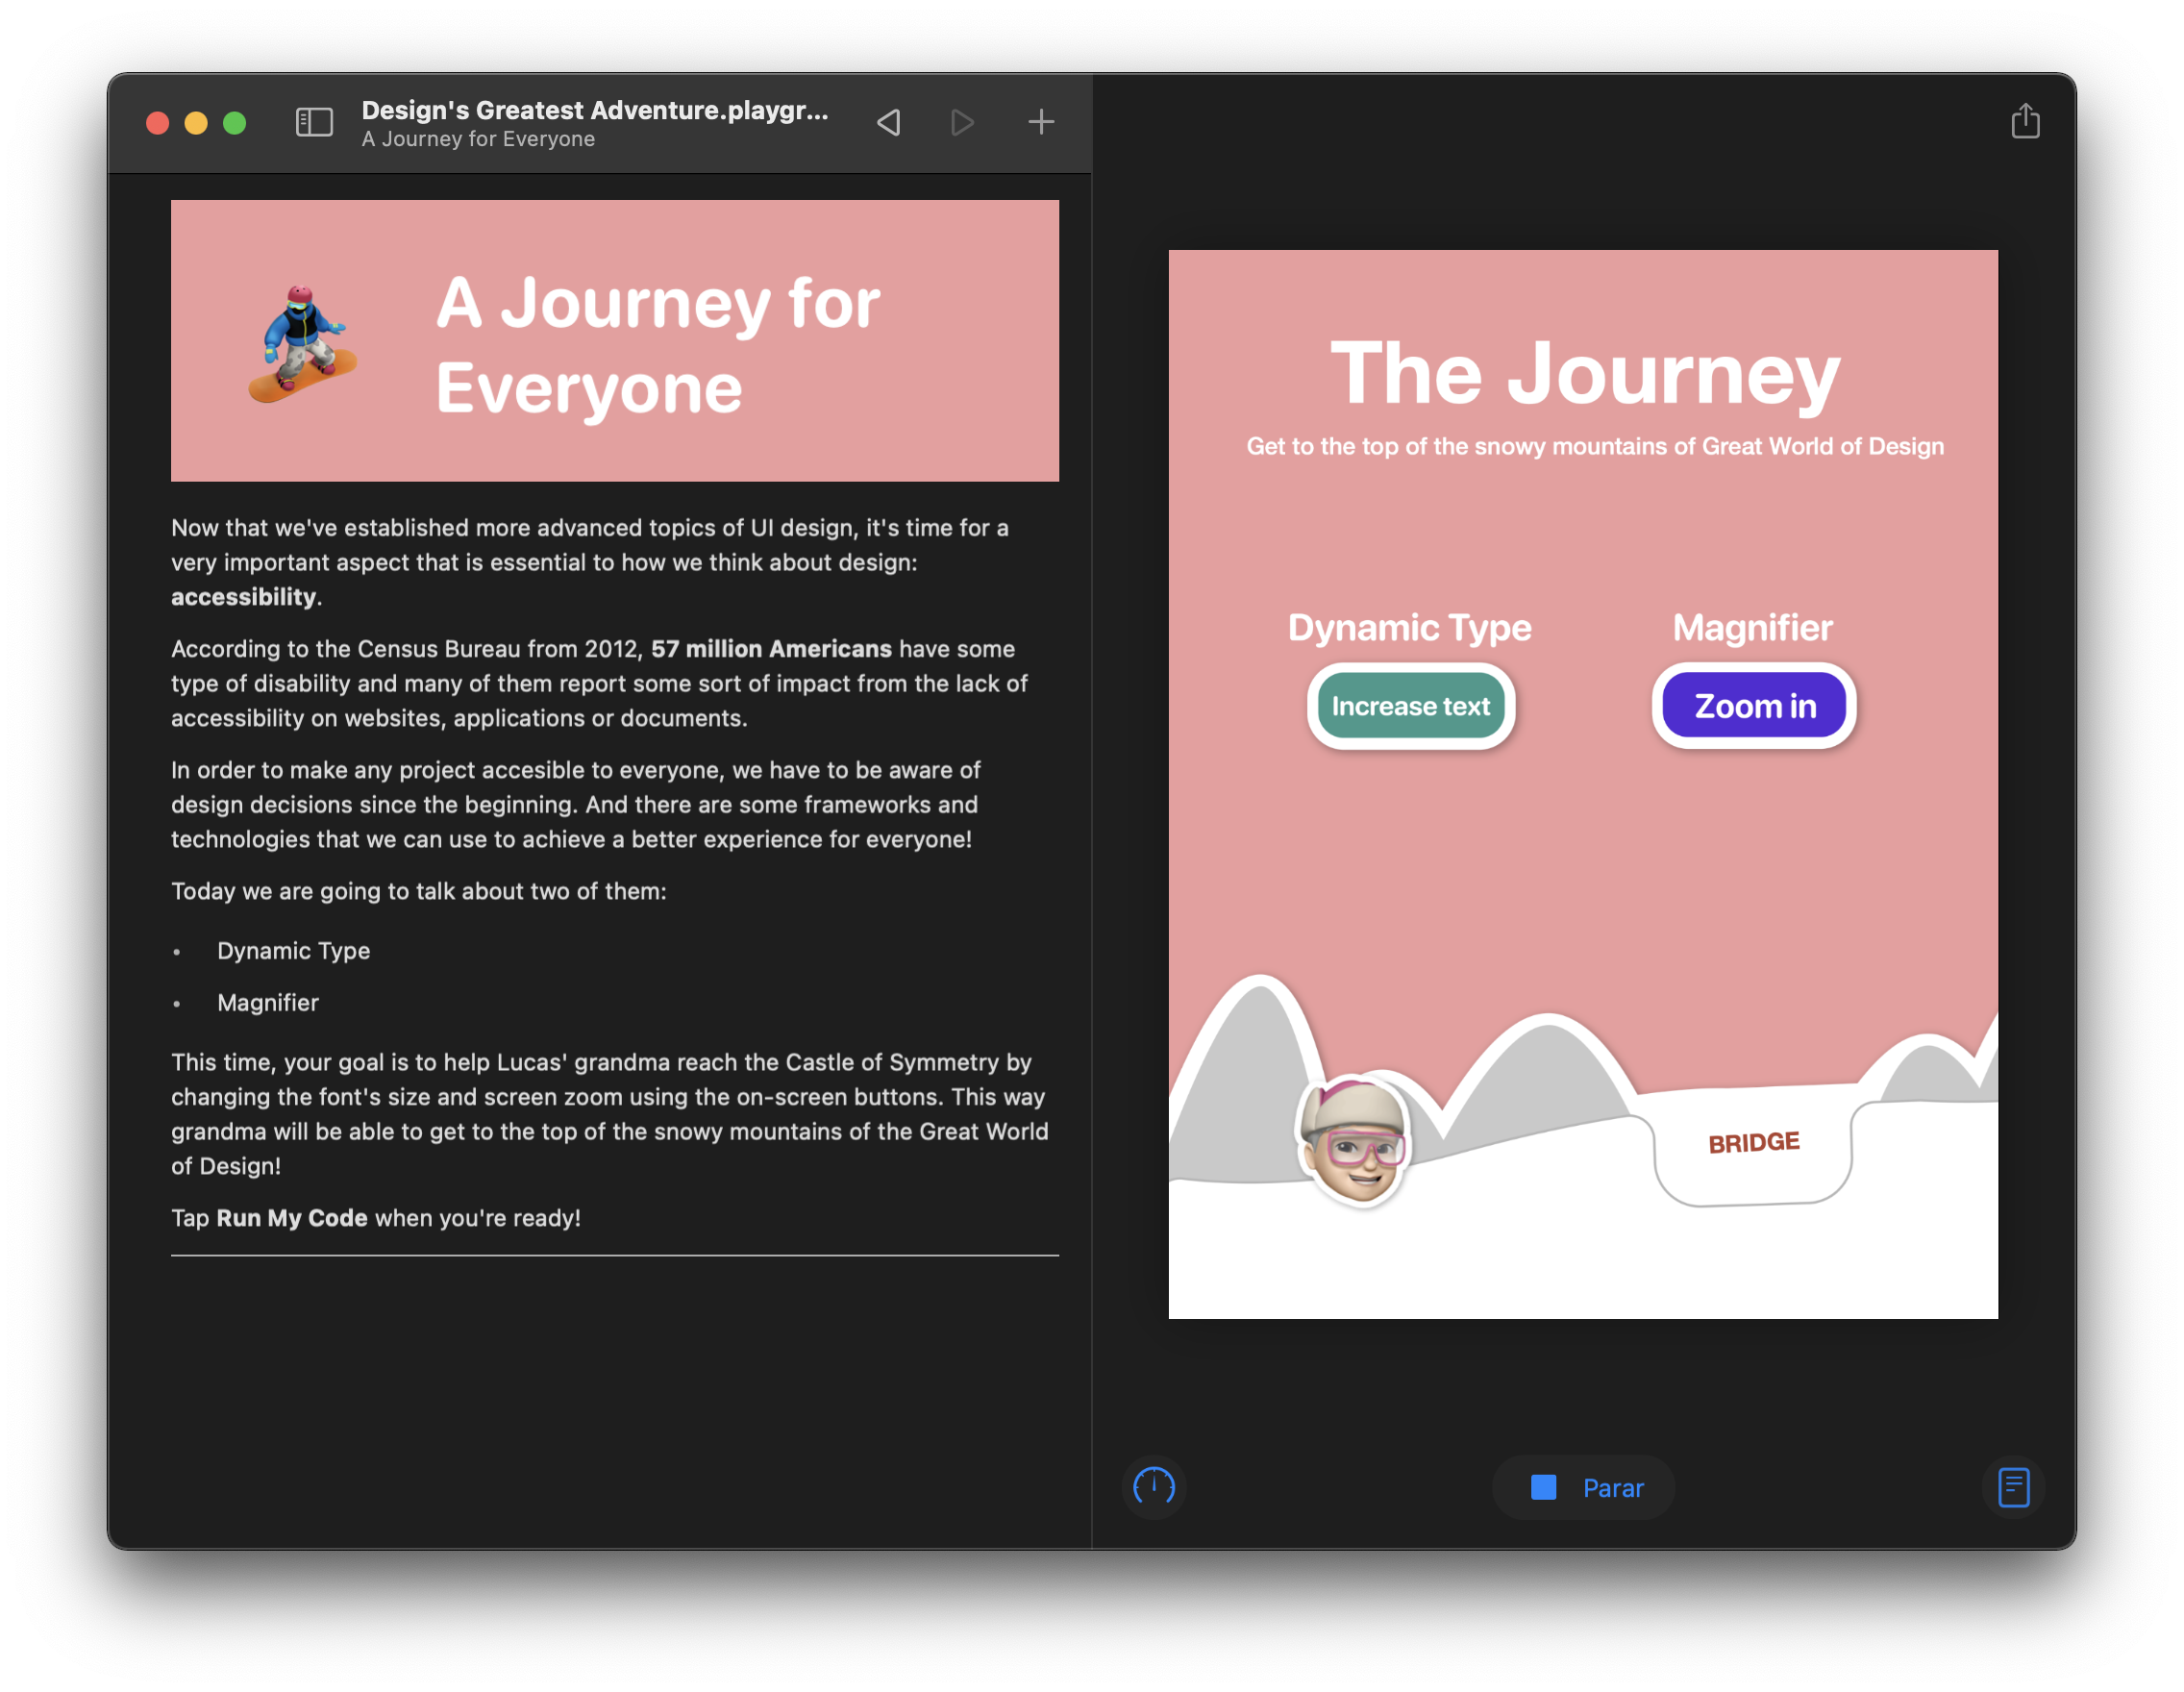 Design's Greatest Adventure.playgr...
A Journey for Everyone
A Journey for
Everyone
Now that we've established more advanced topics of UI design, it's time for a
very important aspect that is essential to how we think about design:
accessibility.
According to the Census Bureau from 2012, 57 million Americans have some
type of disability and many of them report some sort of impact from the lack of
accessibility on websites, applications or documents.
In order to make any project accesible to everyone, we have to be aware of
design decisions since the beginning. And there are some frameworks and
technologies that we can use to achieve a better experience for everyone!
Today we are going to talk about two of them:
• Dynamic Type
• Magnifier
This time, your goal is to help Lucas' grandma reach the Castle of Symmetry by
changing the font's size and screen zoom using the on-screen buttons. This way
grandma will be able to get to the top of the snowy mountains of the Great World
of Design!
Tap Run My Code when you're ready!
The Journey
Get to the top of the snowy mountains of Great World of Design
Dynamic Type
Increase text
Magnifier
Zoom in
BRIDGE
Parar